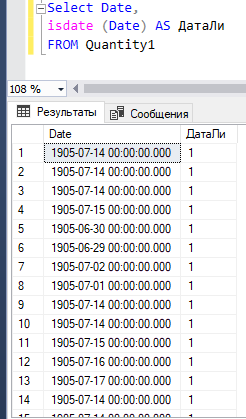 Select Date,
isdate (Date) AS ДатаЛи
FROM Quantity1
108 %
Результаты Сообщения
Date ДатаЛи
1 1905-07-14 00:00:00.000 1
2 1905-07-14 00:00:00.000 1
3 1905-07-14 00:00:00.000 1
4 1905-07-15 00:00:00.000 1
5 1905-06-30 00:00:00.000 1
6 1905-06-29 00:00:00.000 1
7 1905-07-02 00:00:00.000 1
8 1905-07-01 00:00:00.000 1
9 1905-07-14 00:00:00.000 1
10 1905-07-14 00:00:00.000 1
11 1905-07-15 00:00:00.000 1
12 1905-07-16 00:00:00.000 1
13 1905-07-17 00:00:00.000 1
14 1905-07-14 00:00:00.000 1